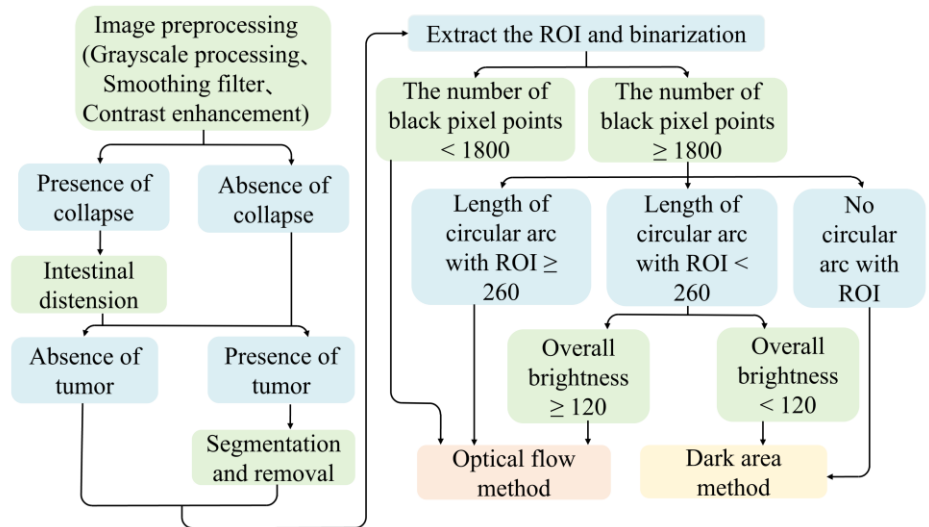 Image preprocessing
(Grayscale processing、
Smoothing filter、
Contrast enhancement)
Presence of
collapse
Absence of
collapse
Intestinal
distension
Absence of
tumor
Presence of
tumor
Segmentation
and removal
Extract the ROI and binarization
The number of
black pixel points
< 1800
The number of
black pixel points
≥ 1800
Length of
circular arc
with ROI ≥
260
Length of
circular arc
with ROI <
260
No
circular
arc with
ROI
Overall
brightness
≥ 120
Overall
brightness
< 120
Optical flow
method
Dark area
method